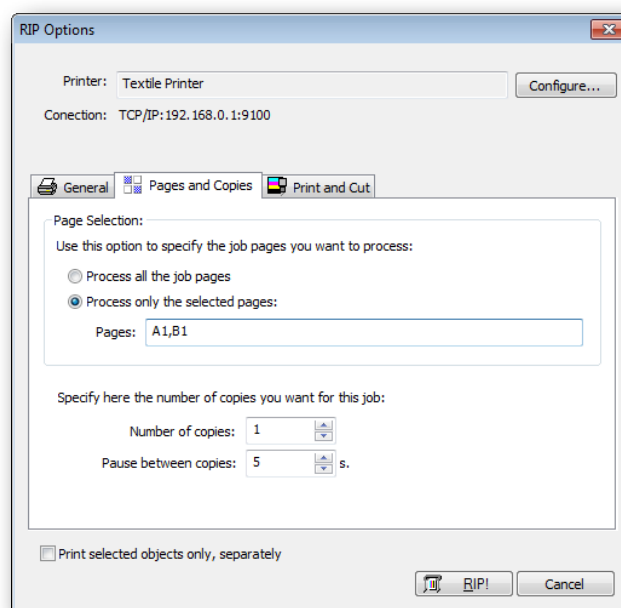 RIP Options
Printer: Textile Printer Configure...
Conection: TCP/IP:192.168.0.1:9100
General Pages and Copies Print and Cut
Page Selection:
Use this option to specify the job pages you want to process:
Process all the job pages
Process only the selected pages:
Pages: A1,B1
Specify here the number of copies you want for this job:
Number of copies: 1
Pause between copies: 5 s.
Print selected objects only, separately
RIP! Cancel